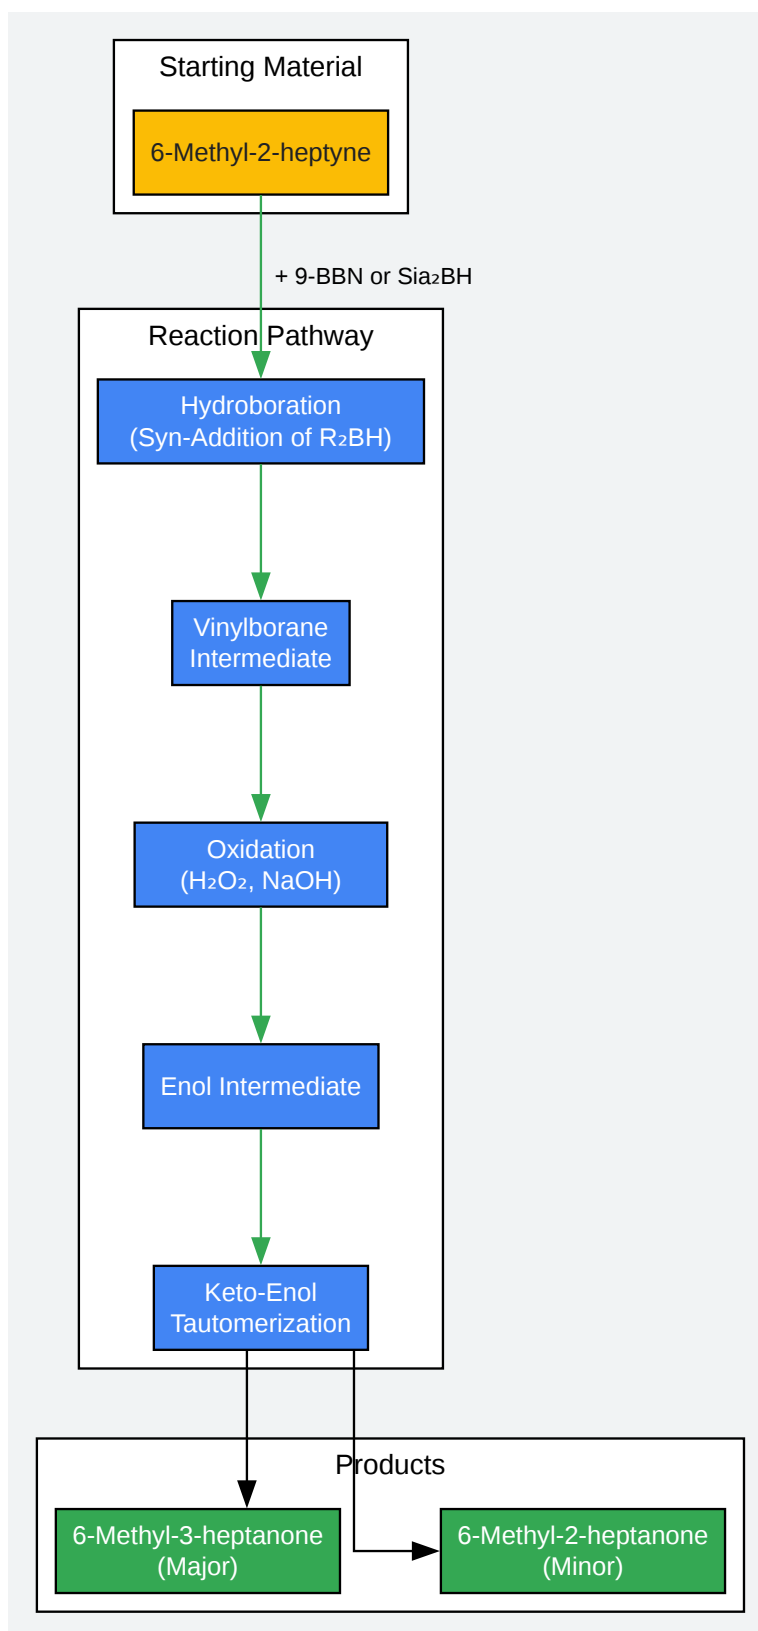 Starting Material
6-Methyl-2-heptyne
+ 9-BBN or Sia₂BH
Reaction Pathway
Hydroboration
(Syn-Addition of R₂BH)
Vinylborane
Intermediate
Oxidation
(H₂O₂, NaOH)
Enol Intermediate
Keto-Enol
Tautomerization
Products
6-Methyl-3-heptanone
(Major)
6-Methyl-2-heptanone
(Minor)